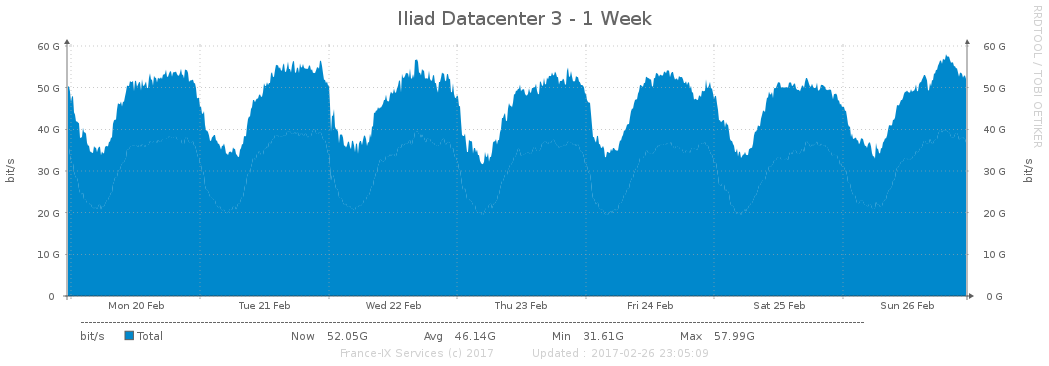 Iliad Datacenter 3 - 1 Week
RRDTOOL / TOBI OETIKER
60 G 60 G
50 G 50 G
40 G 40 G
30 G 30 G
20 G 20 G
10 G 10 G
0 0 G
bit/s bit/s
Mon 20 Feb Tue 21 Feb Wed 22 Feb Thu 23 Feb Fri 24 Feb Sat 25 Feb Sun 26 Feb
bit/s Total Now 52.05G Avg 46.14G Min 31.61G Max 57.99G
France-IX Services (c) 2017 Updated : 2017-02-26 23:05:09